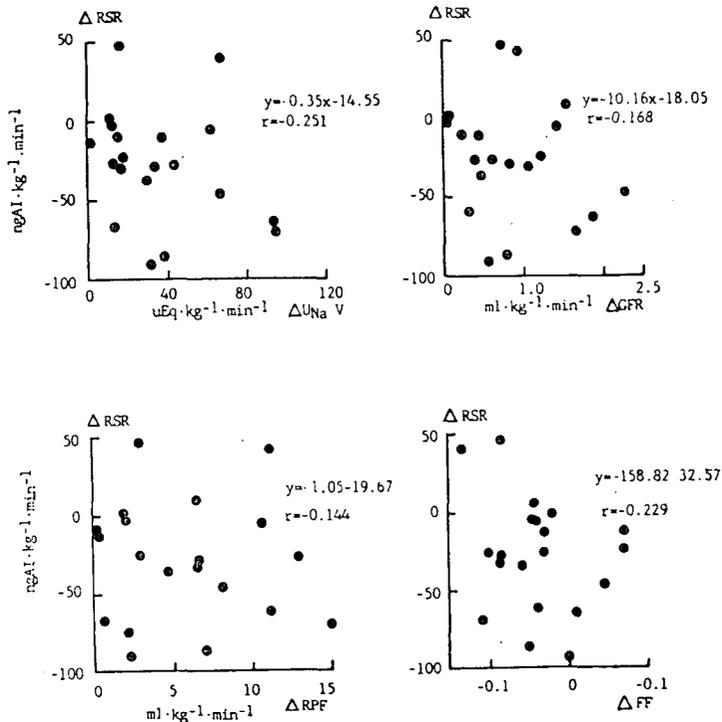 Δ RSR
50
0
-50
-100
ngAI·kg⁻¹.min⁻¹
y=-0.35x-14.55
r=-0.251
0 40 80 120
uEq·kg⁻¹·min⁻¹ ΔUNa V
Δ RSR
50
0
-50
-100
y=-10.16x-18.05
r=-0.168
0 1.0 2.5
ml·kg⁻¹·min⁻¹ ΔGFR
Δ RSR
50
0
-50
-100
ngAI·kg⁻¹·min⁻¹
y=-1.05-19.67
r=-0.144
0 5 10 15
ml·kg⁻¹·min⁻¹ ΔRPF
Δ RSR
50
0
-50
-100
y=-158.82 32.57
r=-0.229
-0.1 0 -0.1
Δ FF